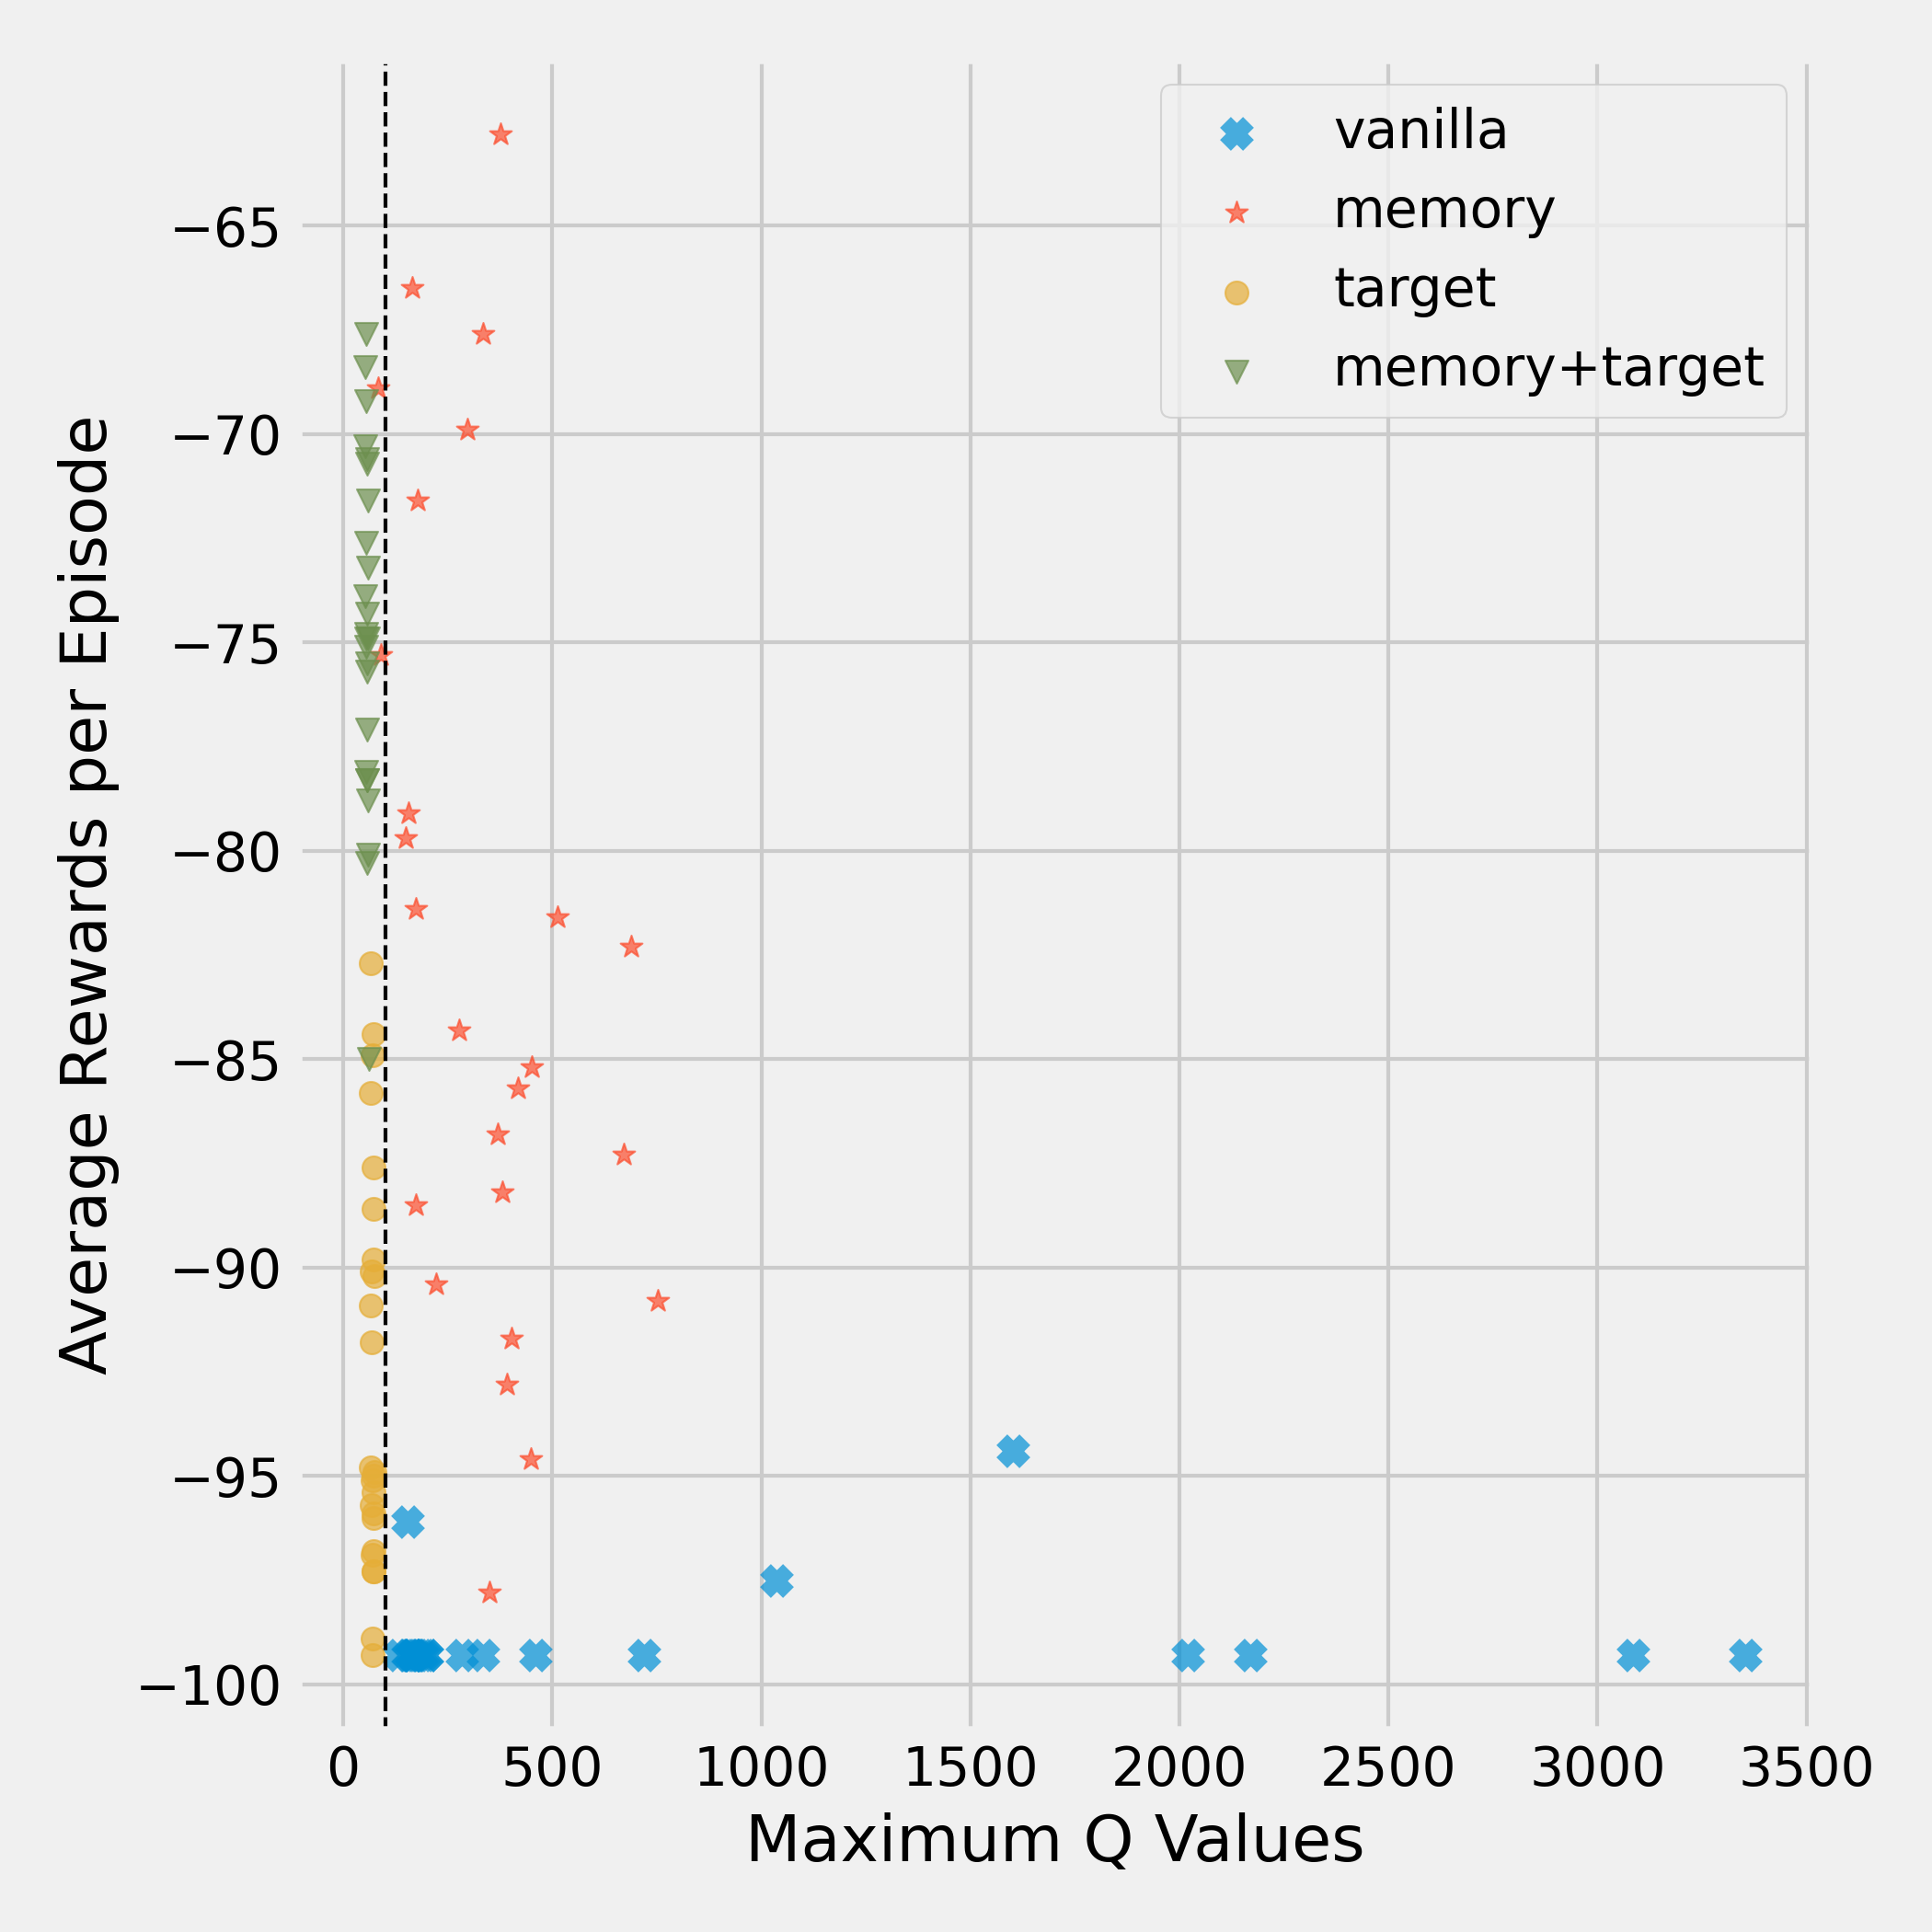 vanilla
memory
target
memory+target
−65
−70
−75
−80
−85
−90
−95
−100
Average Rewards per Episode
0 500 1000 1500 2000 2500 3000 3500
Maximum Q Values